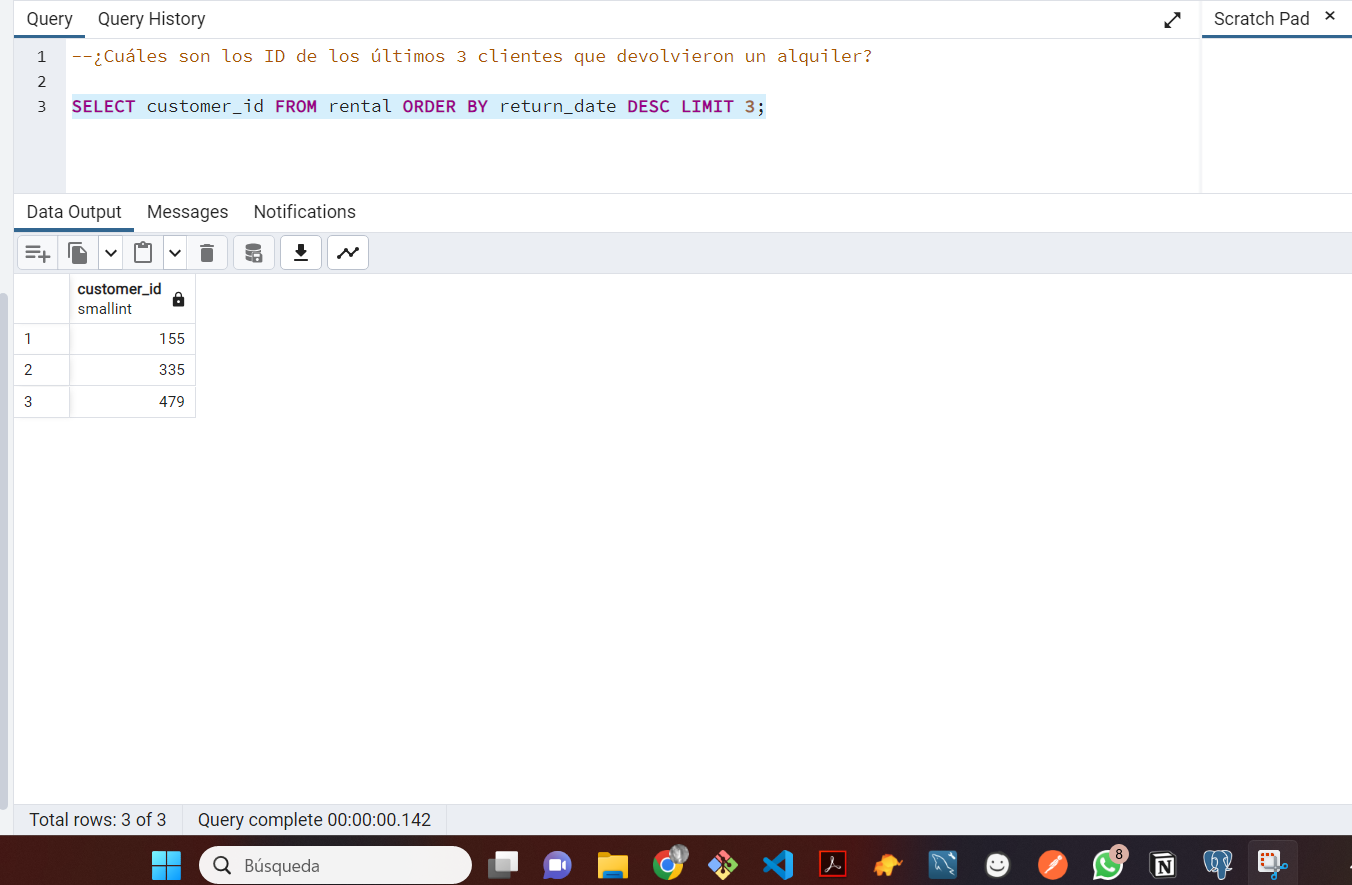 Query Query History Scratch Pad ×
1 --¿Cuáles son los ID de los últimos 3 clientes que devolvieron un alquiler?
2
3 SELECT customer_id FROM rental ORDER BY return_date DESC LIMIT 3;
Data Output Messages Notifications
customer_id
smallint
1 155
2 335
3 479
Total rows: 3 of 3 Query complete 00:00:00.142
Búsqueda
8